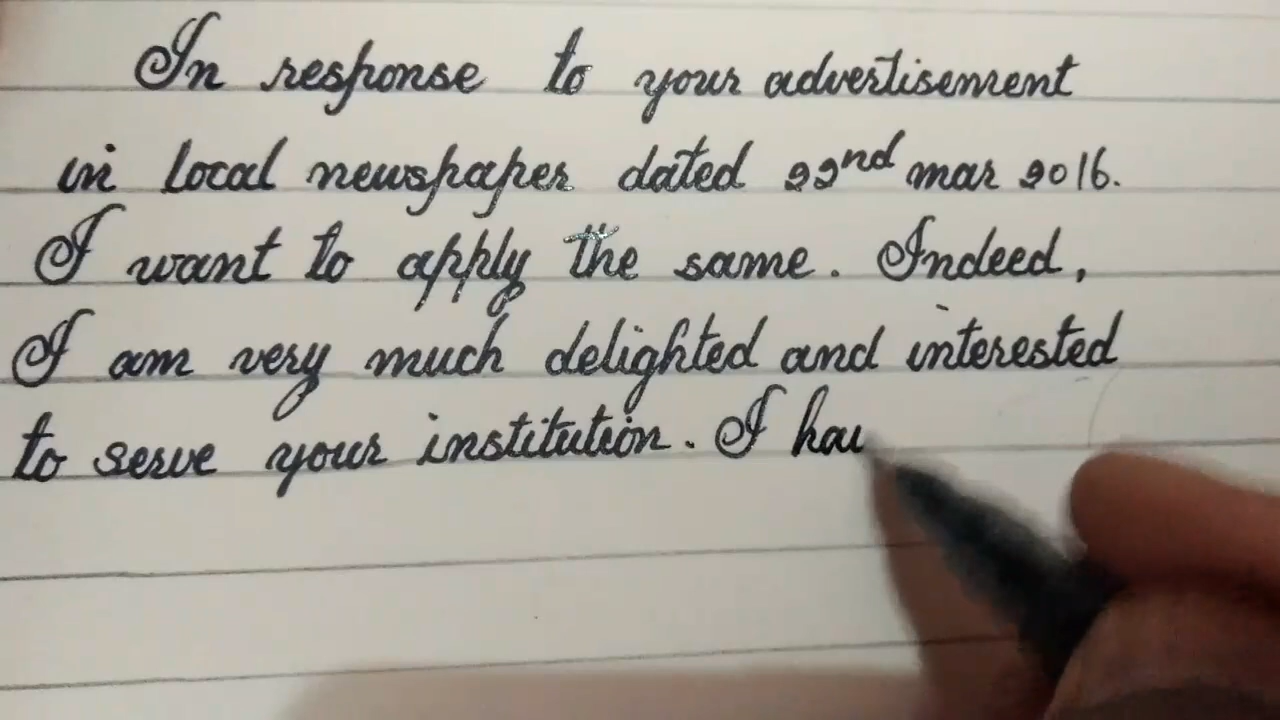 In response to your advertisement
in local newspaper dated 22nd mar 2016.
I want to apply the same. Indeed,
I am very much delighted and interested
to serve your institution. I